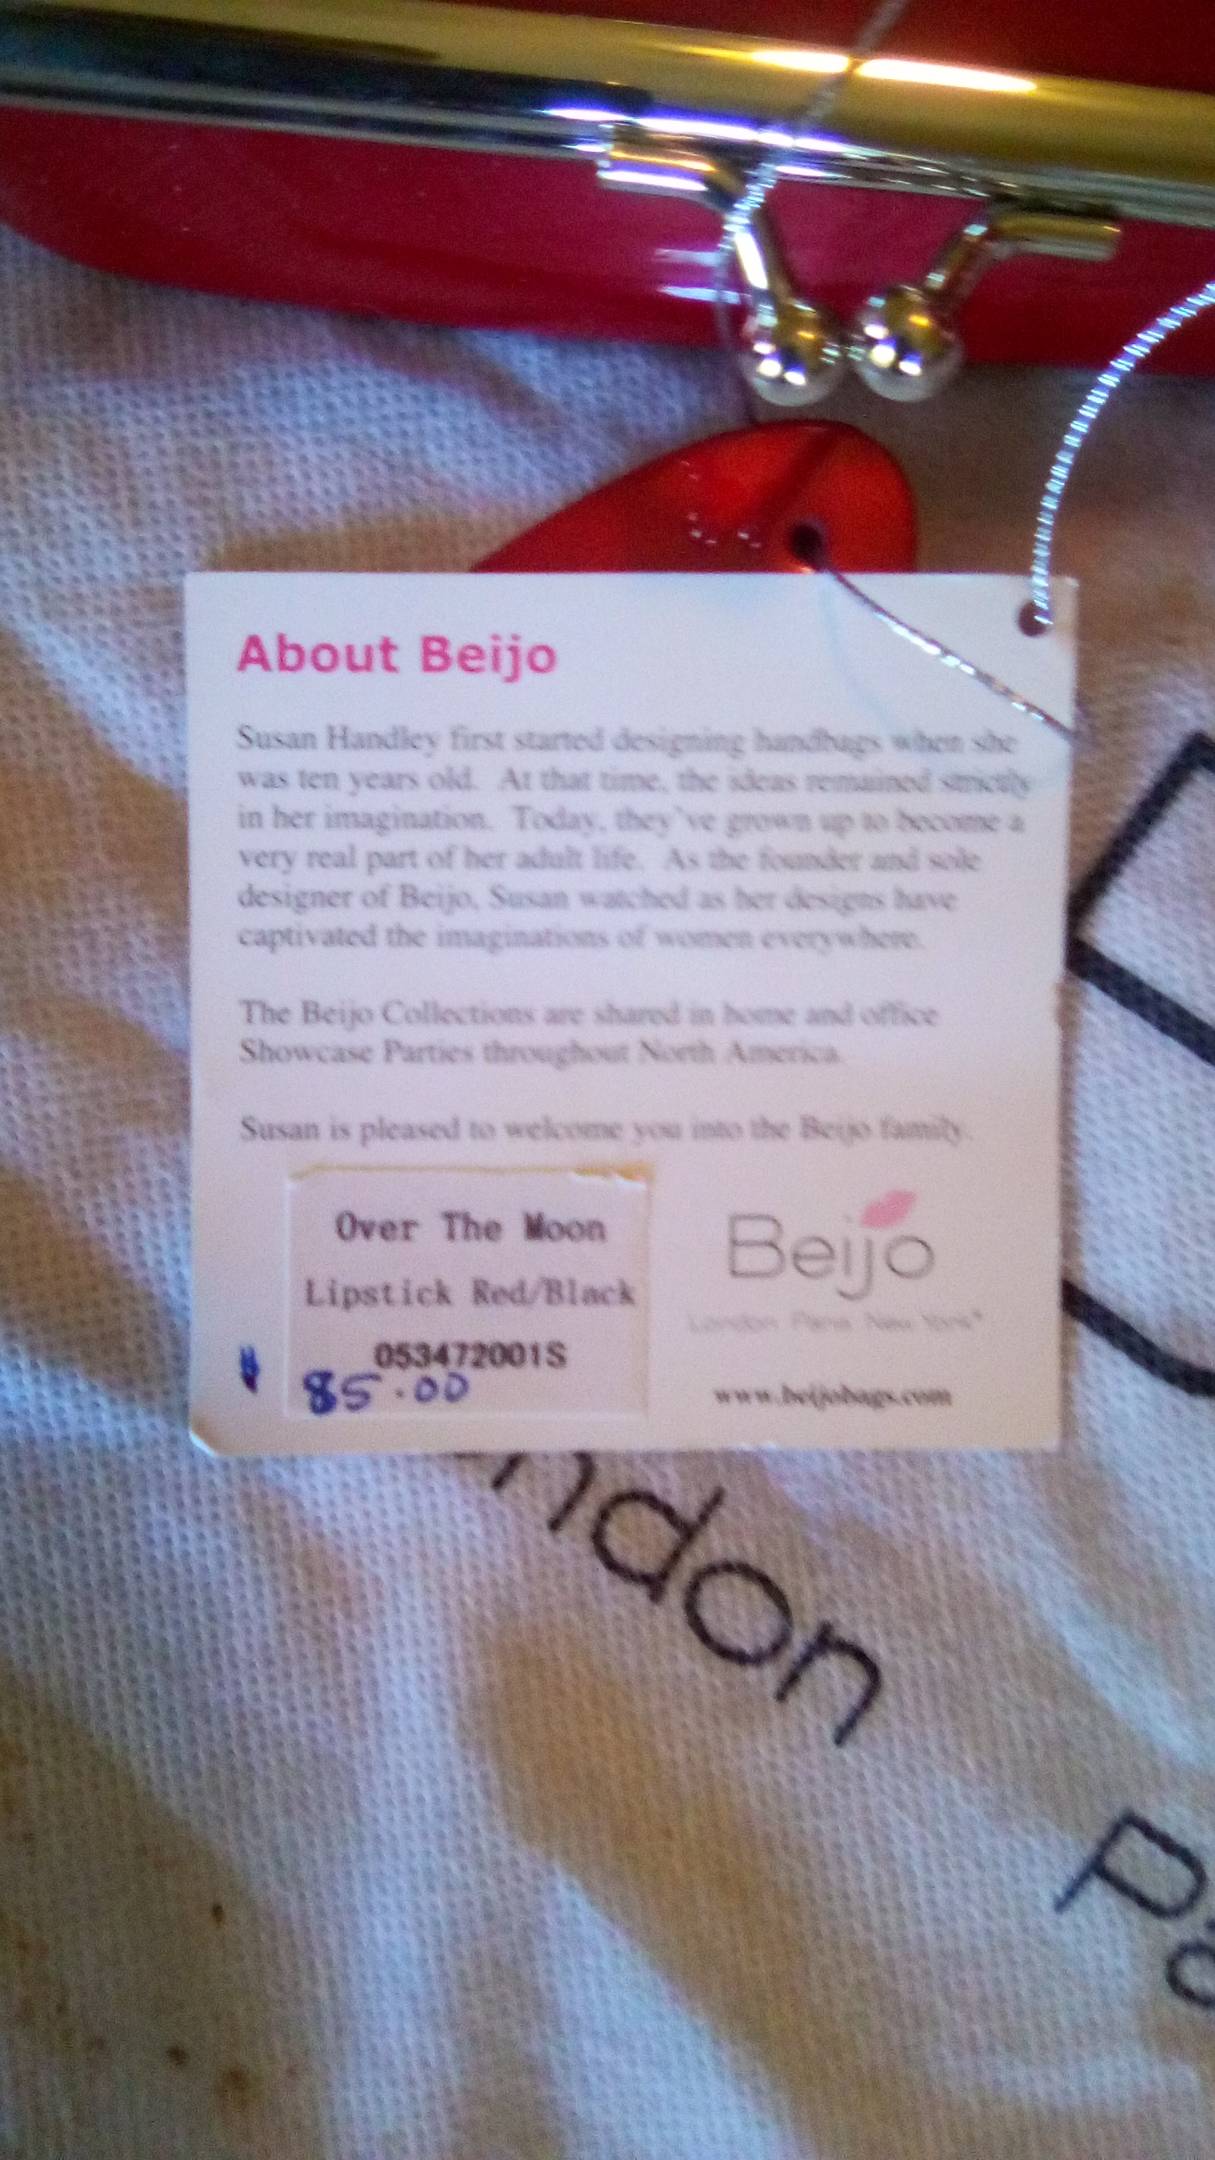 About Beijo
Susan Handley first started designing handbags when she
was ten years old. At that time, the ideas remained strictly
in her imagination. Today, they've grown up to become a
very real part of her adult life. As the founder and sole
designer of Beijo, Susan watched as her designs have
captivated the imaginations of women everywhere.
The Beijo Collections are shared in home and office
Showcase Parties throughout North America.
Susan is pleased to welcome you into the Beijo family.
Over The Moon
Lipstick Red/Black
053472001S
85.00
Beijo
London Paris New York
www.beijobags.com
ndon